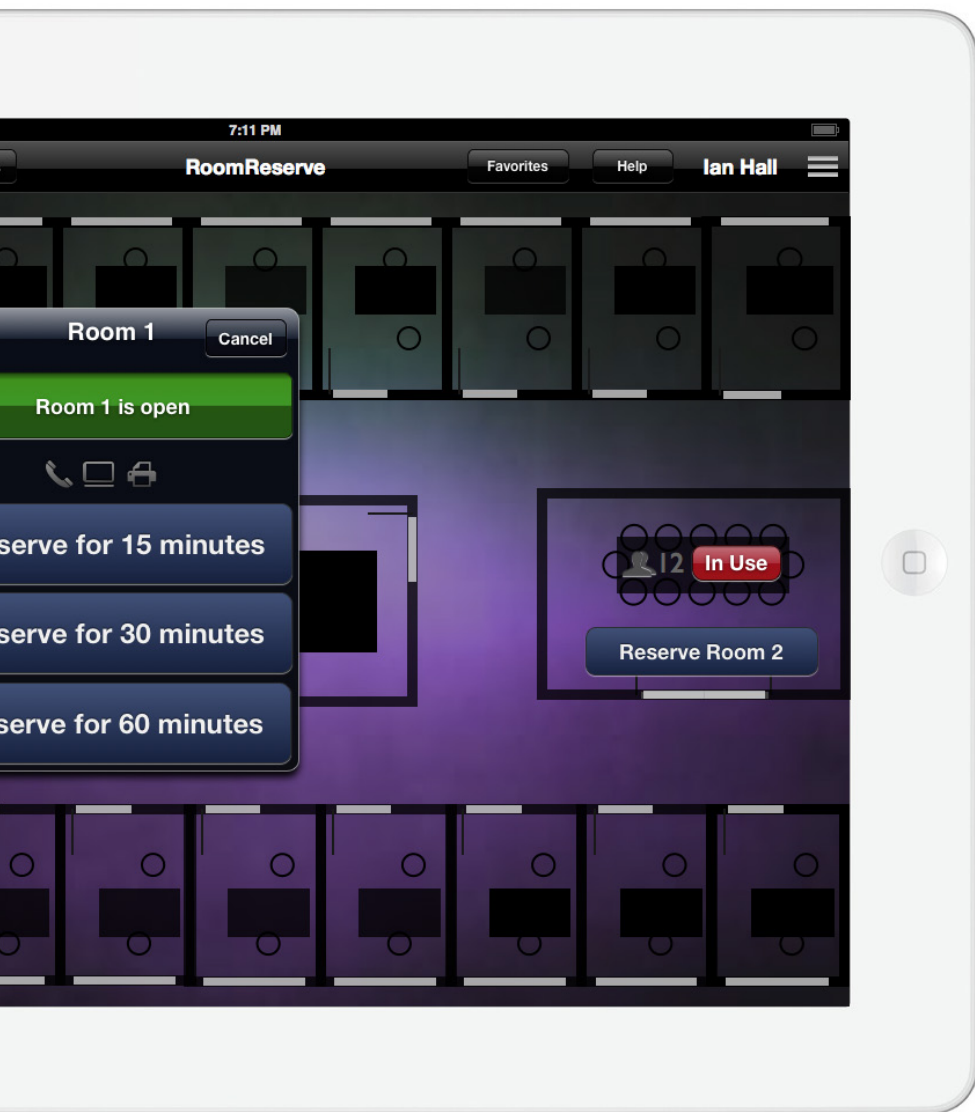 7:11 PM
RoomReserve
Favorites
Help
Ian Hall
Room 1
Cancel
Room 1 is open
serve for 15 minutes
serve for 30 minutes
serve for 60 minutes
12
In Use
Reserve Room 2